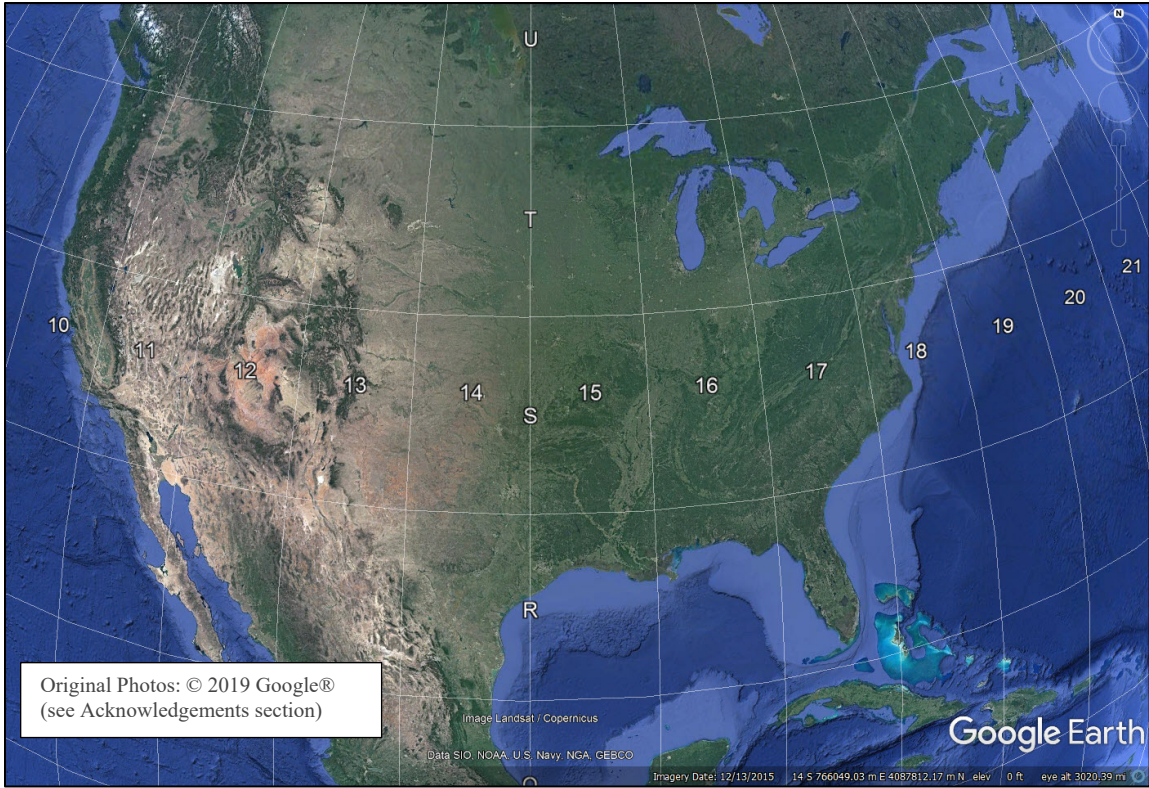 N
U
T
21
20
10
19
11
18
12
17
13
16
14
15
S
R
Original Photos: © 2019 Google®
(see Acknowledgements section)
Image Landsat / Copernicus
Google Earth
Data SIO, NOAA, U.S. Navy, NGA, GEBCO
Imagery Date: 12/13/2015 14 S 766049.03 m E 4087812.17 m N elev 0 ft eye alt 3020.39 mi
Q